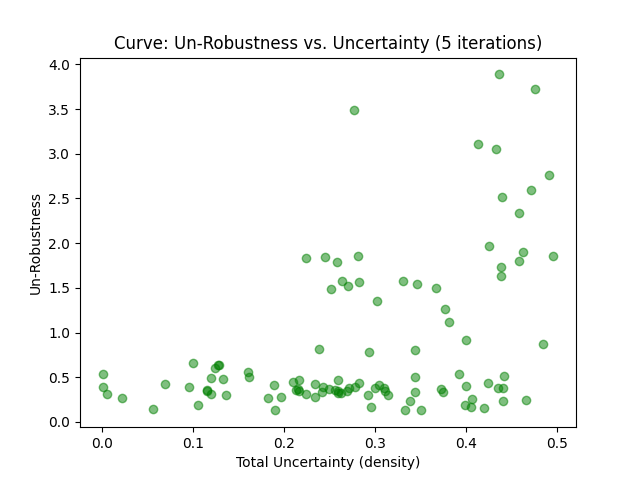 Curve: Un-Robustness vs. Uncertainty (5 iterations)
4.0
3.5
3.0
2.5
2.0
1.5
1.0
0.5
0.0
Un-Robustness
0.0 0.1 0.2 0.3 0.4 0.5
Total Uncertainty (density)